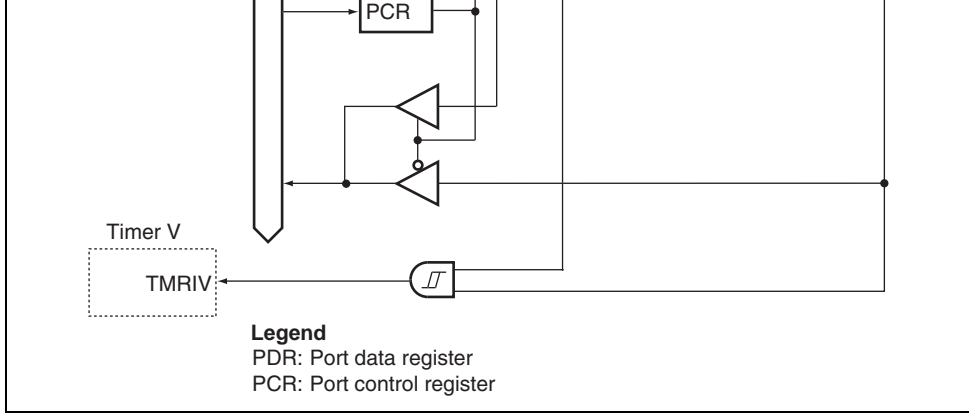 PCR
Timer V
TMRIV
Legend
PDR: Port data register
PCR: Port control register